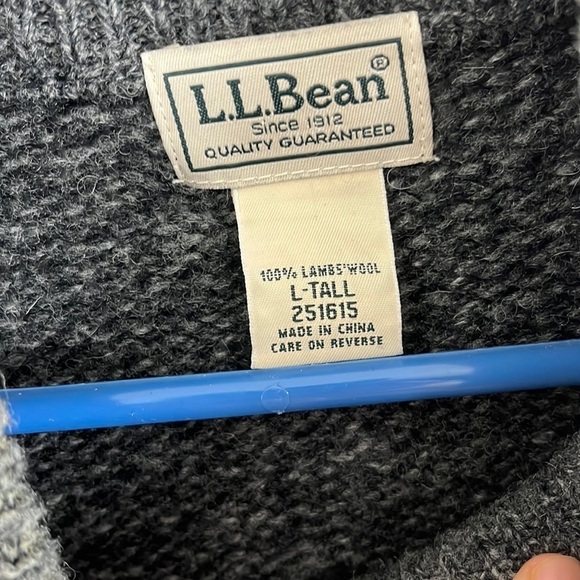 L.L.Bean®
Since 1912
QUALITY GUARANTEED
100% LAMBS'WOOL
L-TALL
251615
MADE IN CHINA
CARE ON REVERSE